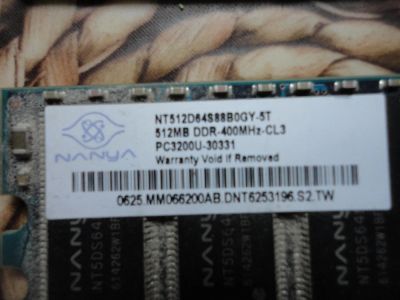 NANYA
NT512D64S88B0GY-5T
512MB DDR-400MHz-CL3
PC3200U-30331
Warranty Void If Removed
0625.MM066200AB.DNT6253196.S2.TW